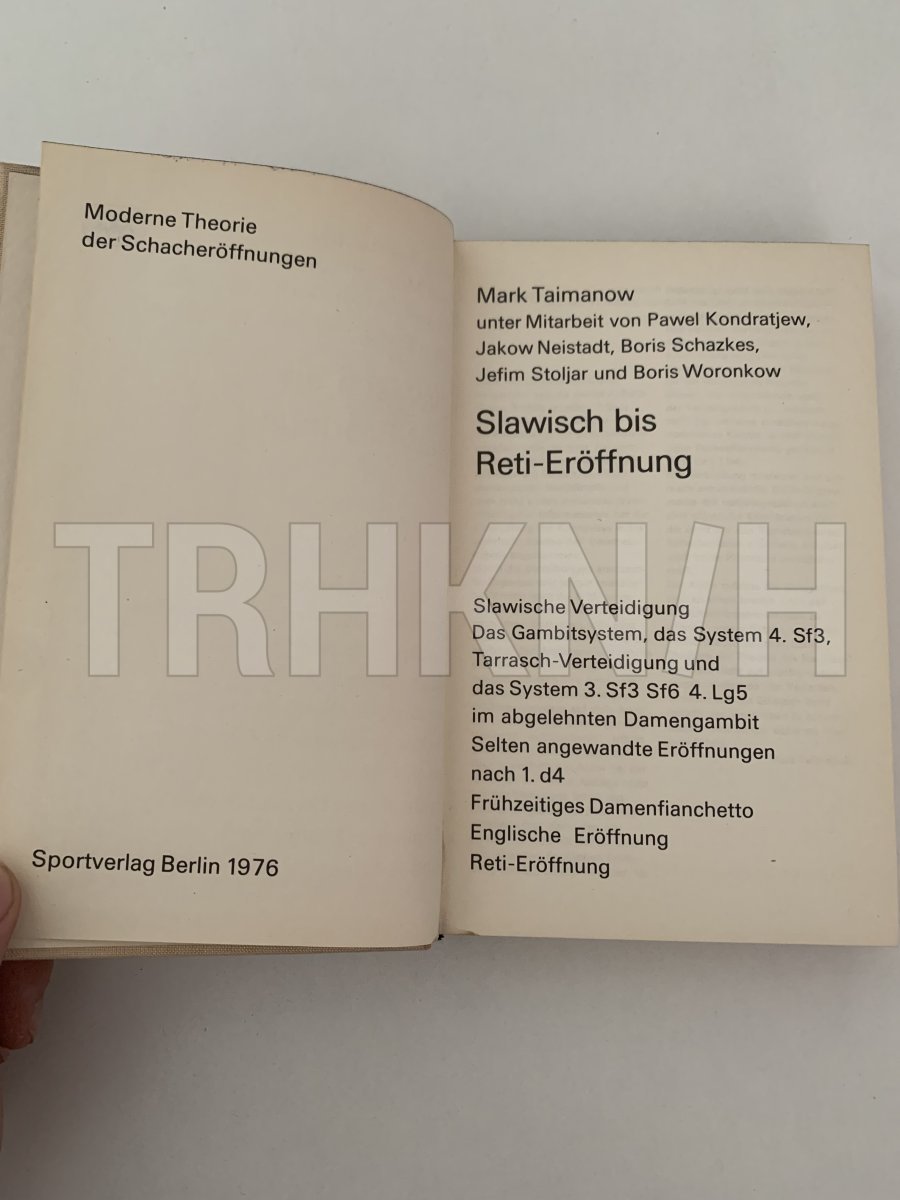 Moderne Theorie
der Schacheröffnungen
Sportverlag Berlin 1976
Mark Taimanow
unter Mitarbeit von Pawel Kondratjew,
Jakow Neistadt, Boris Schazkes,
Jefim Stoljar und Boris Woronkow
Slawisch bis
Reti-Eröffnung
TRHKN/H
Slawische Verteidigung
Das Gambitsystem, das System 4. Sf3,
Tarrasch-Verteidigung und
das System 3. Sf3 Sf6 4. Lg5
im abgelehnten Damengambit
Selten angewandte Eröffnungen
nach 1. d4
Frühzeitiges Damenfianchetto
Englische Eröffnung
Reti-Eröffnung